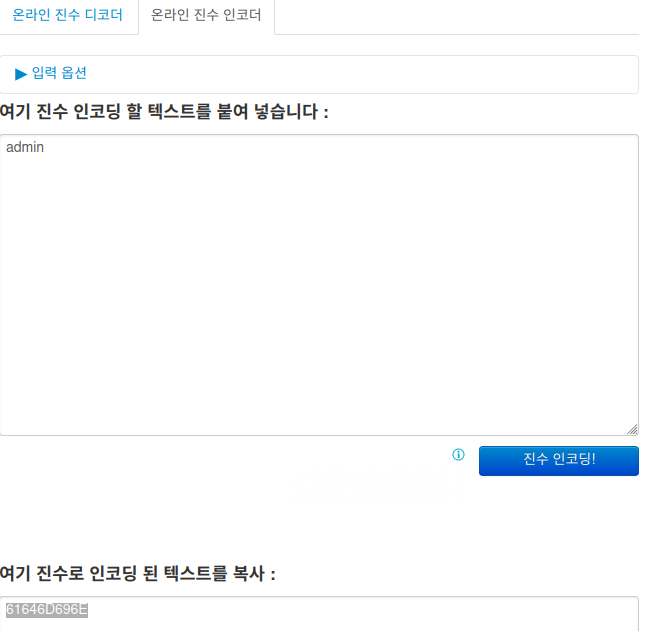 온라인 진수 디코더
온라인 진수 인코더
▶ 입력 옵션
여기 진수 인코딩 할 텍스트를 붙여 넣습니다 :
admin
진수 인코딩!
여기 진수로 인코딩 된 텍스트를 복사 :
61646D696E